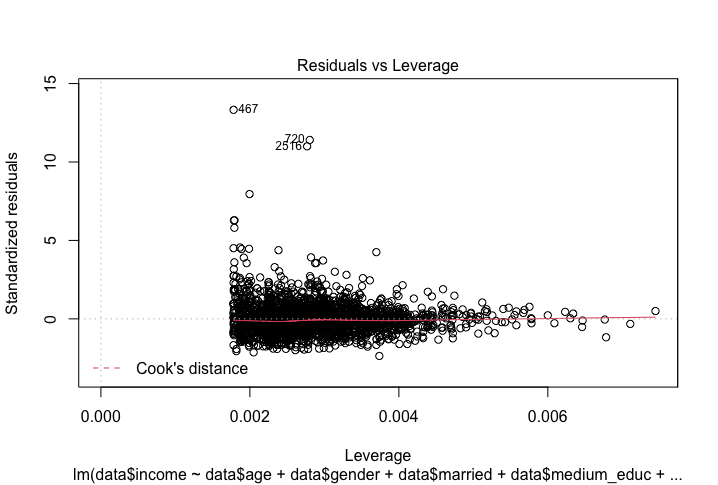 Residuals vs Leverage
Standardized residuals
15
10
5
0
467
720
2516
Cook's distance
0.000 0.002 0.004 0.006
Leverage
lm(data$income ~ data$age + data$gender + data$married + data$medium_educ + ...